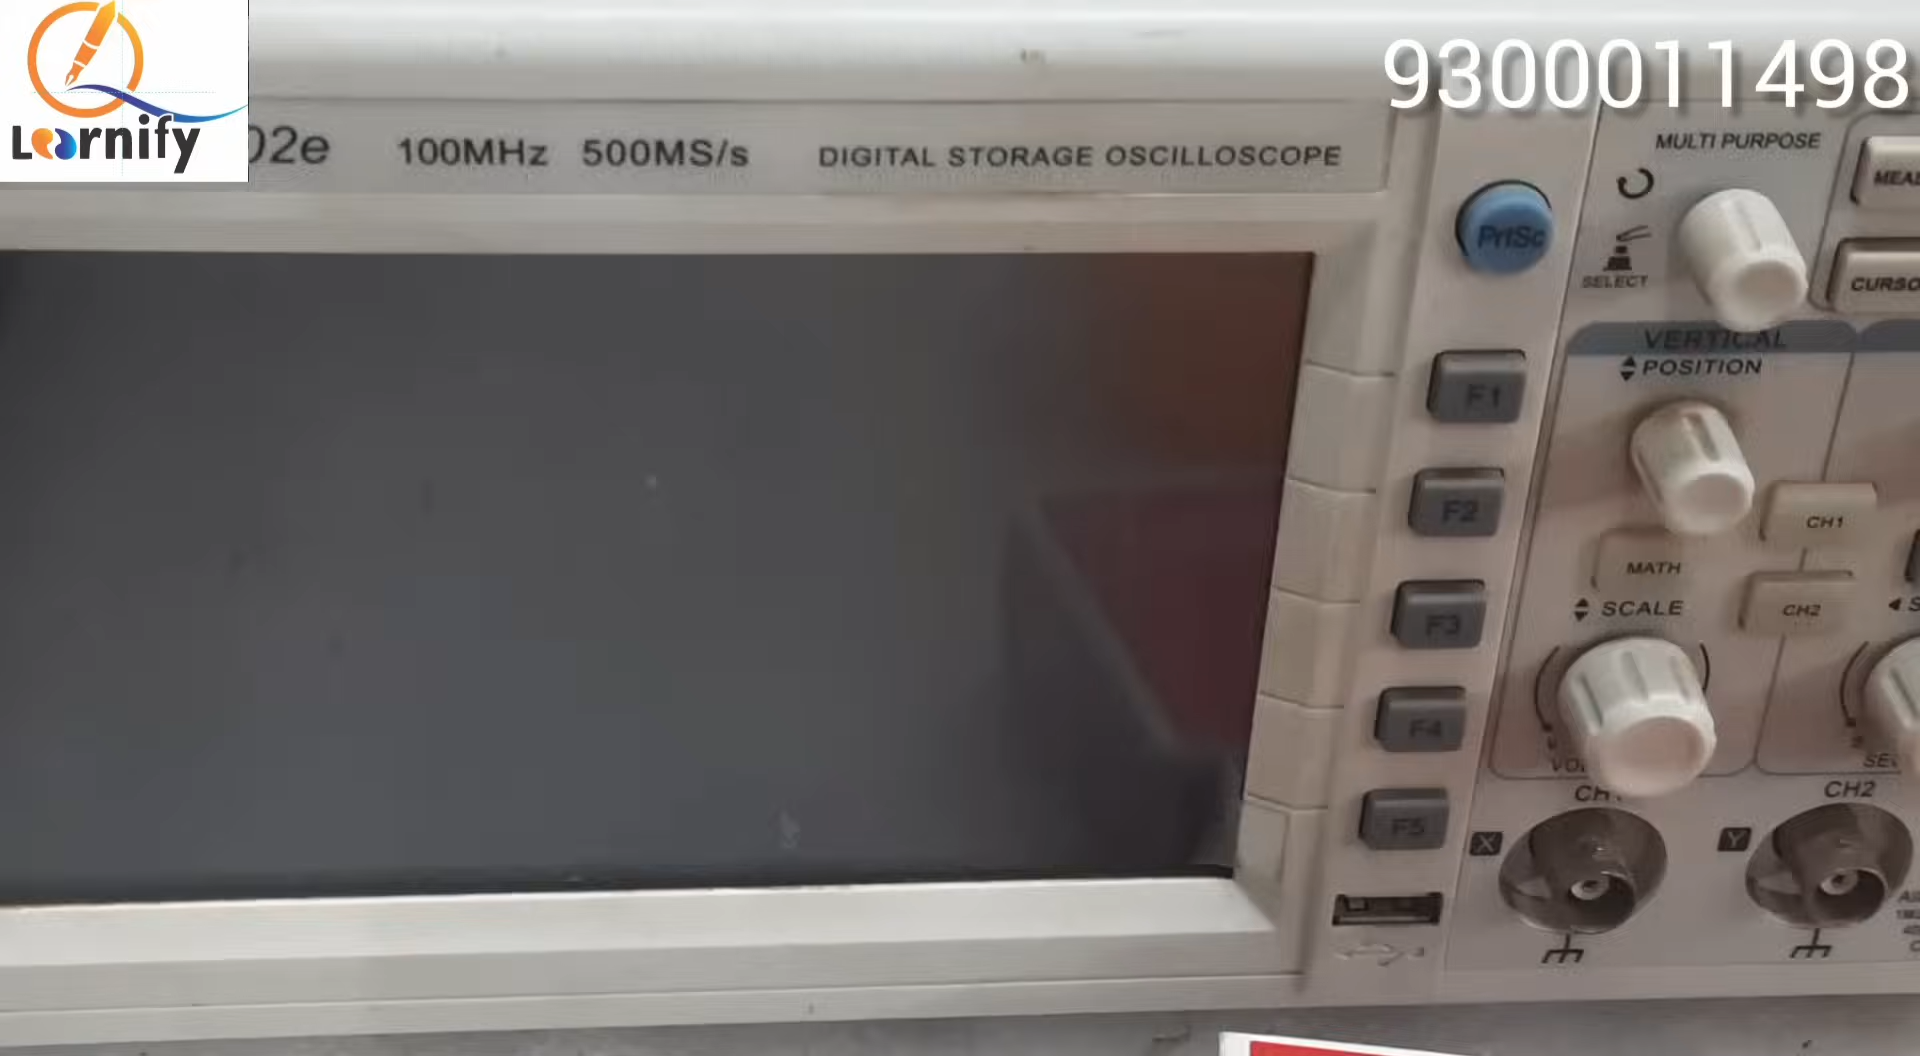 Learnify
9300011498
02e 100MHz 500MS/s DIGITAL STORAGE OSCILLOSCOPE
MULTI PURPOSE
PrtSc
SELECT
VERTICAL
POSITION
F1
F2
CH1
MATH
SCALE
CH2
F3
F4
F5
CH2
X
Y